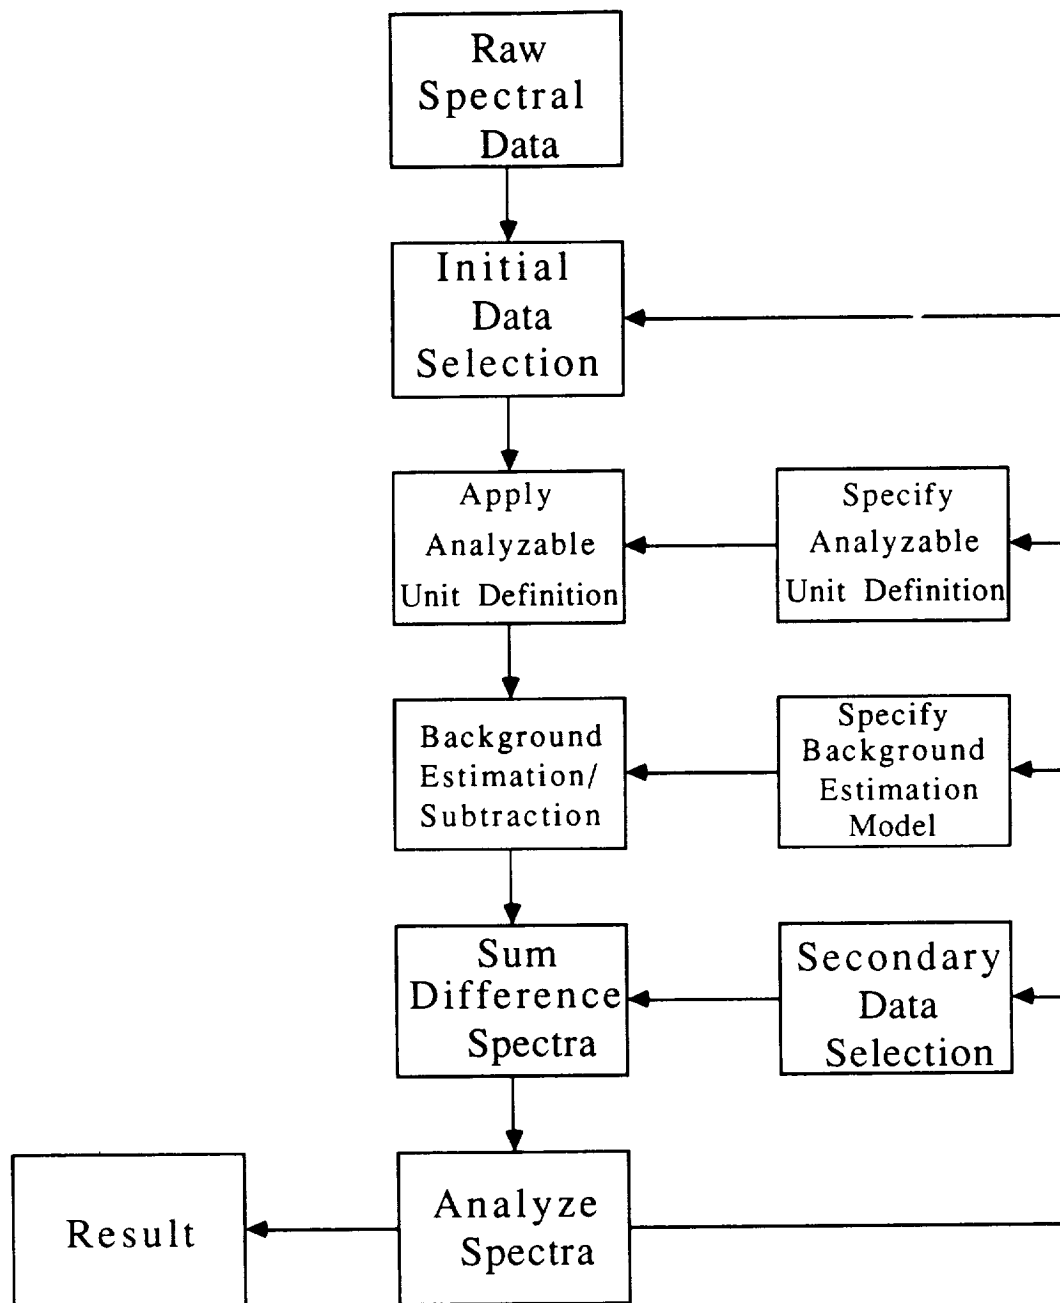 Raw
Spectral
Data
Initial
Data
Selection
Apply
Analyzable
Unit Definition
Specify
Analyzable
Unit Definition
Background
Estimation/
Subtraction
Specify
Background
Estimation
Model
Sum
Difference
Spectra
Secondary
Data
Selection
Result
Analyze
Spectra